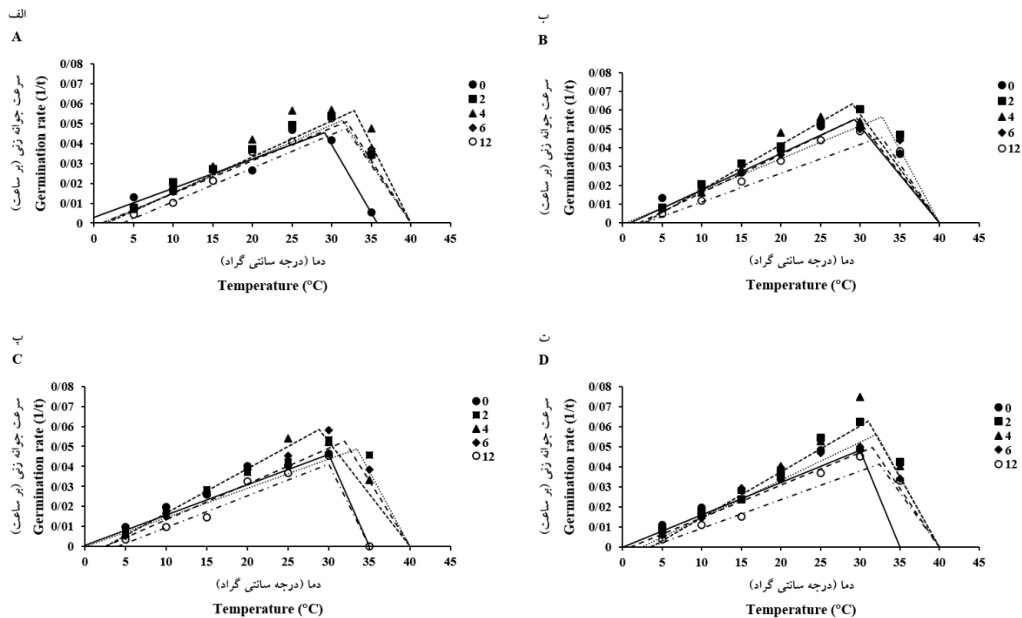 الف
A
سرعت جوانه زنی (بر ساعت)
Germination rate (1/t)
0/08
0/07
0/06
0/05
0/04
0/03
0/02
0/01
0
0 5 10 15 20 25 30 35 40 45
دما (درجه سانتی گراد)
Temperature (°C)
0
2
4
6
12
ب
B
سرعت جوانه زنی (بر ساعت)
Germination rate (1/t)
0/08
0/07
0/06
0/05
0/04
0/03
0/02
0/01
0
0 5 10 15 20 25 30 35 40 45
دما (درجه سانتی گراد)
Temperature (°C)
0
2
4
6
12
پ
C
سرعت جوانه زنی (بر ساعت)
Germination rate (1/t)
0/08
0/07
0/06
0/05
0/04
0/03
0/02
0/01
0
0 5 10 15 20 25 30 35 40 45
دما (درجه سانتی گراد)
Temperature (°C)
0
2
4
6
12
ت
D
سرعت جوانه زنی (بر ساعت)
Germination rate (1/t)
0/08
0/07
0/06
0/05
0/04
0/03
0/02
0/01
0
0 5 10 15 20 25 30 35 40 45
دما (درجه سانتی گراد)
Temperature (°C)
0
2
4
6
12